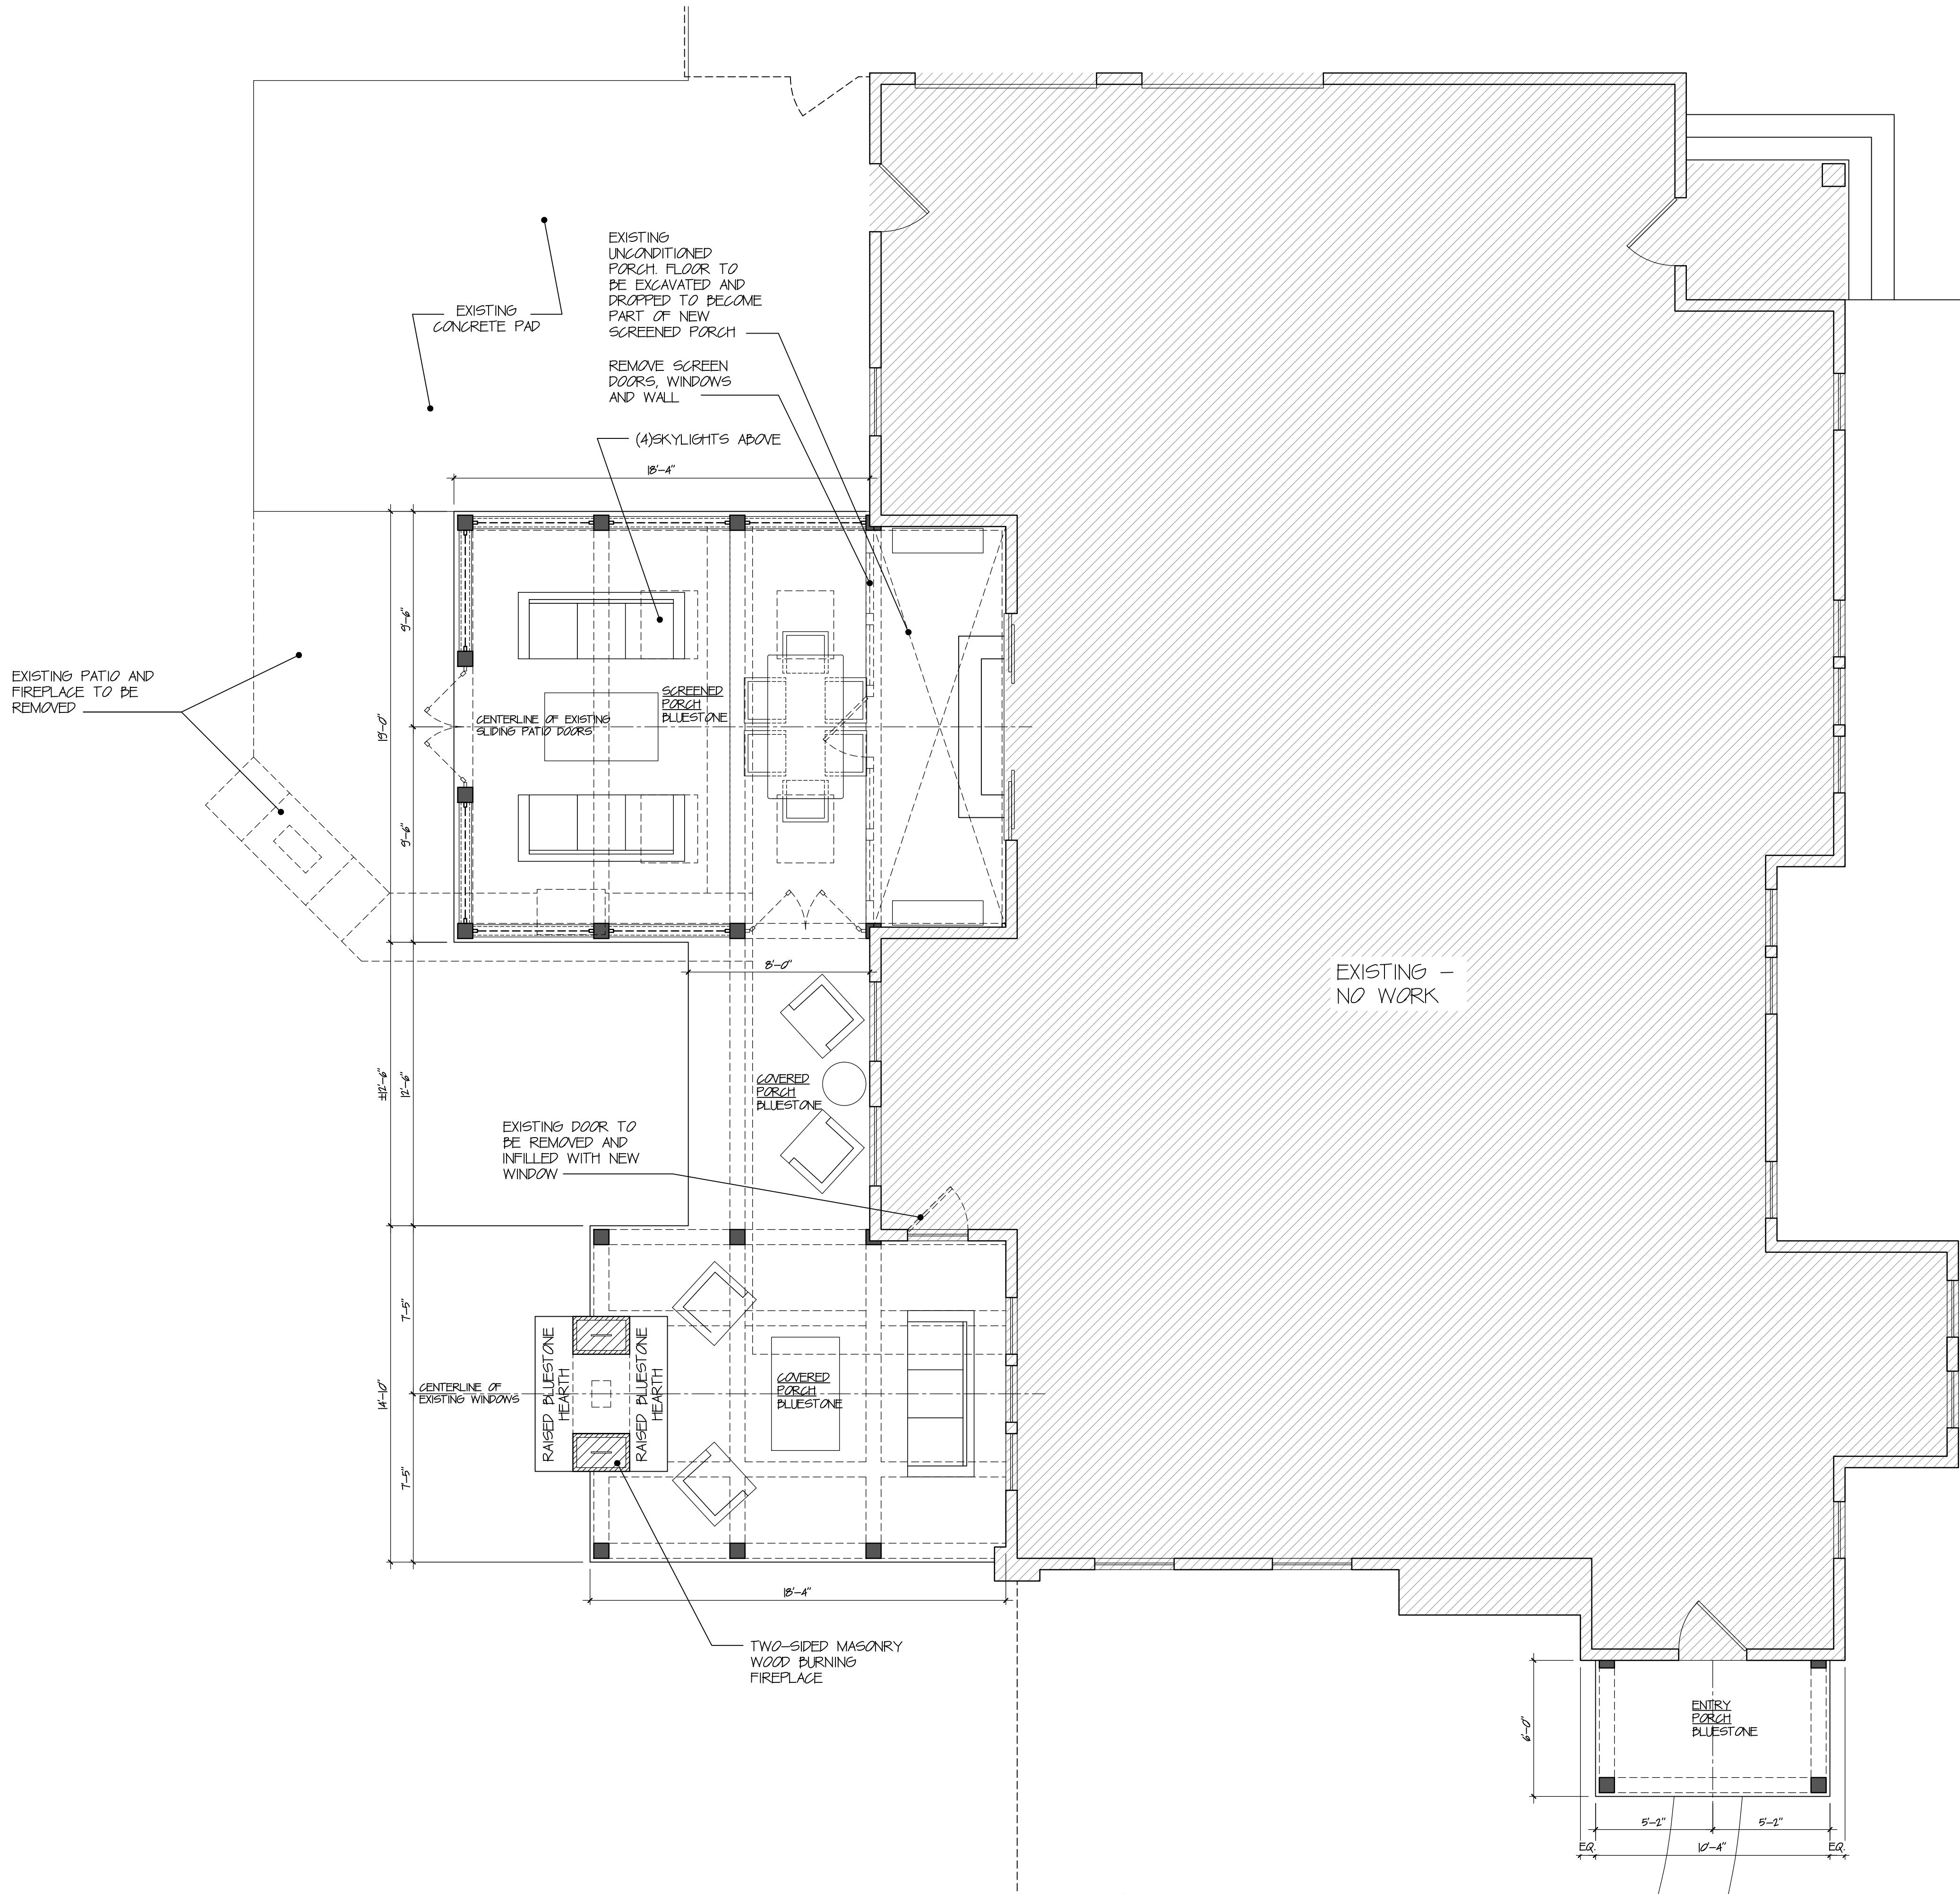 EXISTING
UNCONDITIONED
PORCH. FLOOR TO
BE EXCAVATED AND
DROPPED TO BECOME
PART OF NEW
SCREENED PORCH
EXISTING
CONCRETE PAD
REMOVE SCREEN
DOORS, WINDOWS
AND WALL
(4)SKYLIGHTS ABOVE
18'-4"
9'-6"
EXISTING PATIO AND
FIREPLACE TO BE
REMOVED
19'-0"
CENTERLINE OF EXISTING
SLIDING PATIO DOORS
SCREENED
PORCH
BLUESTONE
9'-6"
8'-0"
EXISTING -
NO WORK
±12'-6"
12'-6"
COVERED
PORCH
BLUESTONE
EXISTING DOOR TO
BE REMOVED AND
INFILLED WITH NEW
WINDOW
7'-5"
14'-10"
CENTERLINE OF
EXISTING WINDOWS
RAISED BLUESTONE
HEARTH
RAISED BLUESTONE
HEARTH
COVERED
PORCH
BLUESTONE
7'-5"
18'-4"
TWO-SIDED MASONRY
WOOD BURNING
FIREPLACE
ENTRY
PORCH
BLUESTONE
6'-0"
5'-2"
5'-2"
EQ.
10'-4"
EQ.